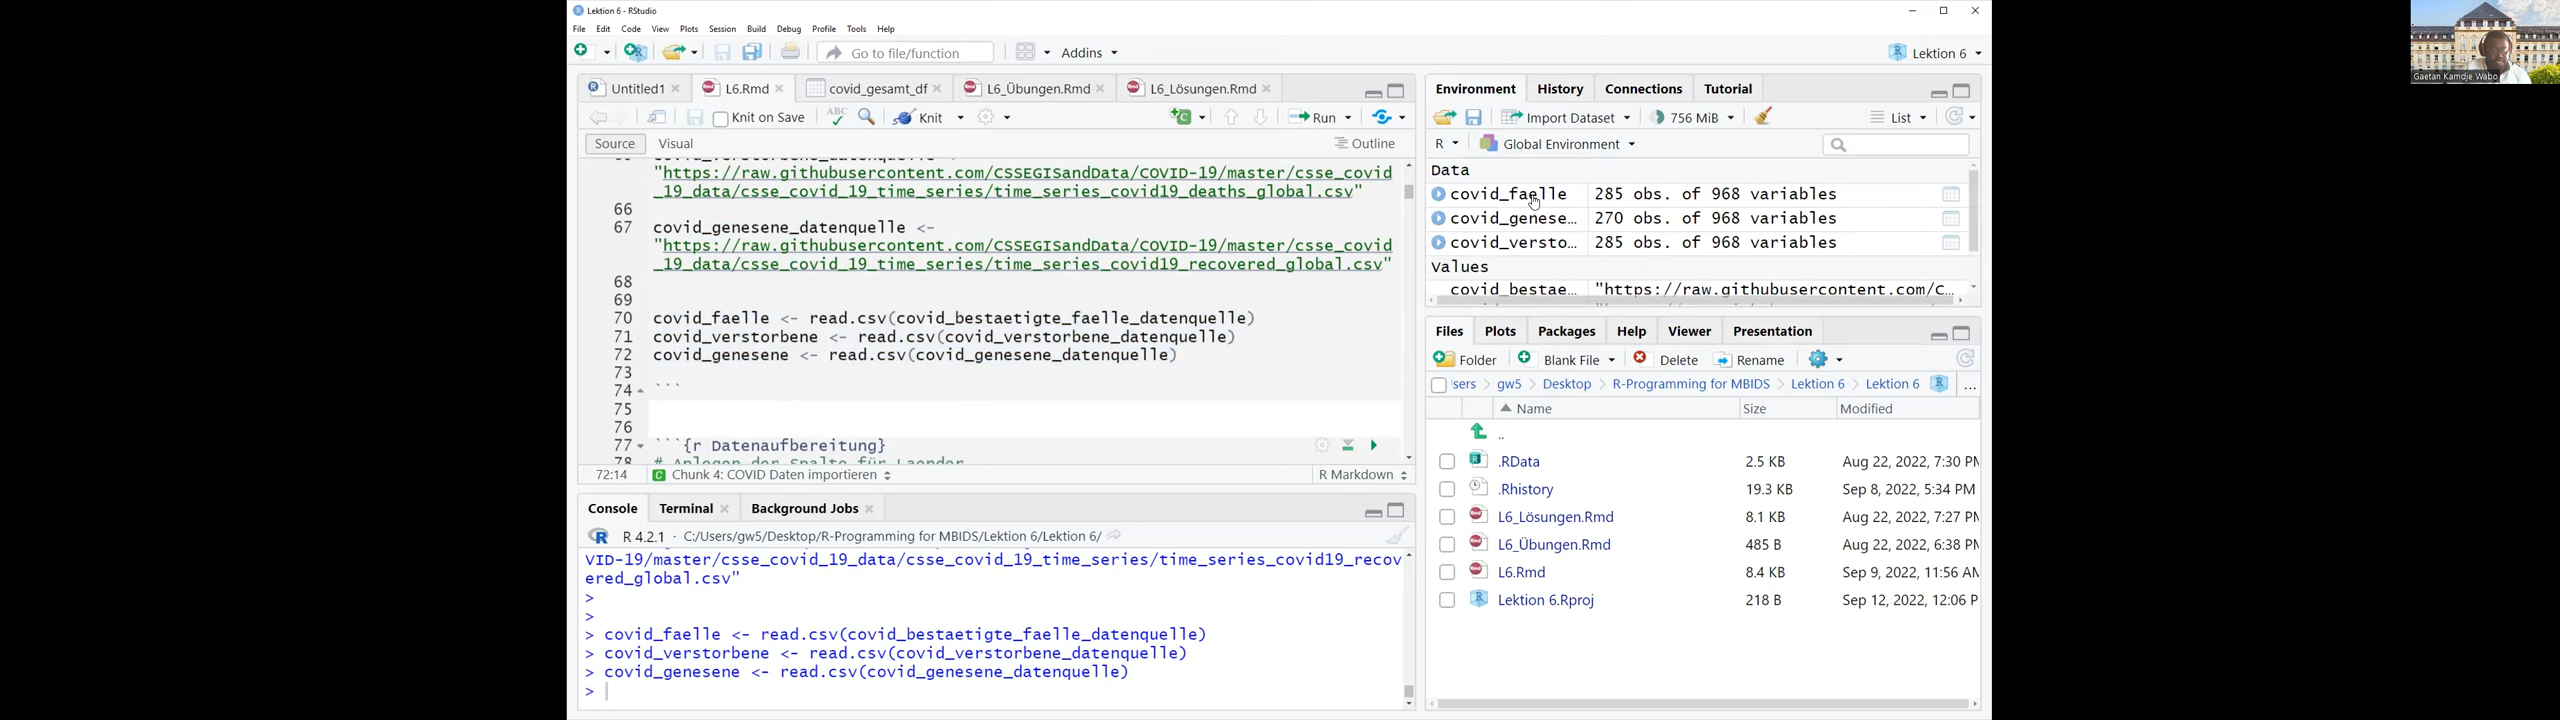 Lektion 6 - RStudio
File Edit Code View Plots Session Build Debug Profile Tools Help
Go to file/function Addins Lektion 6
Untitled1 L6.Rmd covid_gesamt_df L6_Übungen.Rmd L6_Lösungen.Rmd
Knit on Save ABC Knit Run
Source Visual Outline
"https://raw.githubusercontent.com/CSSEGISandData/COVID-19/master/csse_covid
_19_data/csse_covid_19_time_series/time_series_covid19_deaths_global.csv"
66
67 covid_genesene_datenquelle <-
"https://raw.githubusercontent.com/CSSEGISandData/COVID-19/master/csse_covid
_19_data/csse_covid_19_time_series/time_series_covid19_recovered_global.csv"
68
69
70 covid_faelle <- read.csv(covid_bestaetigte_faelle_datenquelle)
71 covid_verstorbene <- read.csv(covid_verstorbene_datenquelle)
72 covid_genesene <- read.csv(covid_genesene_datenquelle)
73
74 ```
75
76
77 ```{r Datenaufbereitung}
78 # Anlegen der Spalte für Laender
72:14 Chunk 4: COVID Daten importieren R Markdown
Console Terminal Background Jobs
R 4.2.1 · C:/Users/gw5/Desktop/R-Programming for MBIDS/Lektion 6/Lektion 6/
VID-19/master/csse_covid_19_data/csse_covid_19_time_series/time_series_covid19_recov
ered_global.csv"
>
>
> covid_faelle <- read.csv(covid_bestaetigte_faelle_datenquelle)
> covid_verstorbene <- read.csv(covid_verstorbene_datenquelle)
> covid_genesene <- read.csv(covid_genesene_datenquelle)
>
Environment History Connections Tutorial
Import Dataset 756 MiB List
R Global Environment
Data
covid_faelle 285 obs. of 968 variables
covid_genese… 270 obs. of 968 variables
covid_versto… 285 obs. of 968 variables
Values
covid_bestae… "https://raw.githubusercontent.com/C…
Files Plots Packages Help Viewer Presentation
Folder Blank File Delete Rename
sers > gw5 > Desktop > R-Programming for MBIDS > Lektion 6 > Lektion 6 ...
Name Size Modified
..
.RData 2.5 KB Aug 22, 2022, 7:30 PM
.Rhistory 19.3 KB Sep 8, 2022, 5:34 PM
L6_Lösungen.Rmd 8.1 KB Aug 22, 2022, 7:27 PM
L6_Übungen.Rmd 485 B Aug 22, 2022, 6:38 PM
L6.Rmd 8.4 KB Sep 9, 2022, 11:56 AM
Lektion 6.Rproj 218 B Sep 12, 2022, 12:06 P
Gaetan Kamdje Wabo